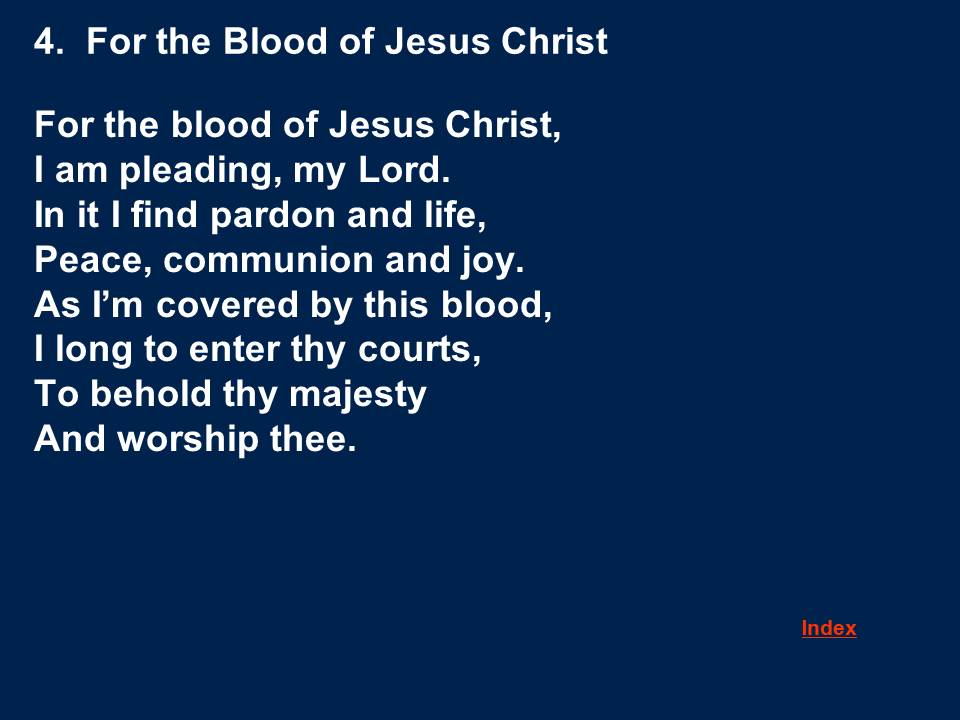 4. For the Blood of Jesus Christ
For the blood of Jesus Christ,
I am pleading, my Lord.
In it I find pardon and life,
Peace, communion and joy.
As I’m covered by this blood,
I long to enter thy courts,
To behold thy majesty
And worship thee.
Index